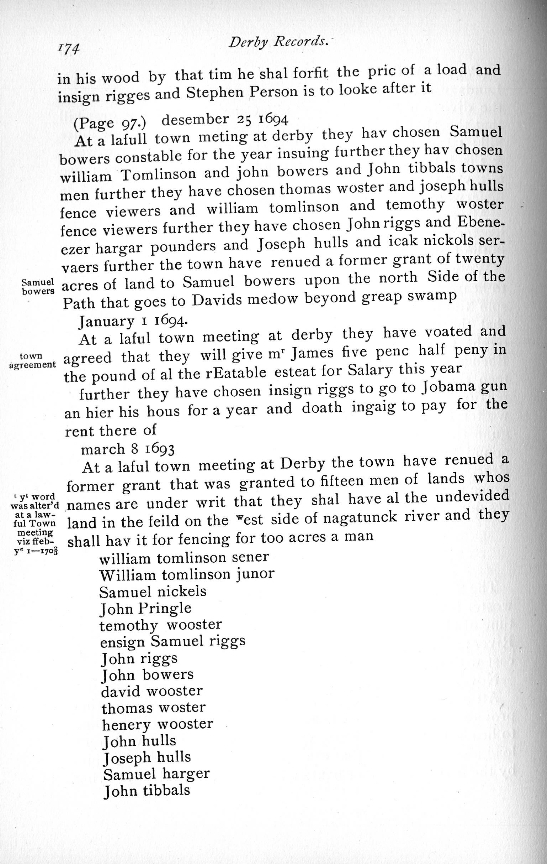 174
Derby Records.
in his wood by that tim he shal forfit the pric of a load and
insign rigges and Stephen Person is to looke after it
(Page 97.) desember 25 1694
At a lafull town meting at derby they hav chosen Samuel
bowers constable for the year insuing further they hav chosen
william Tomlinson and john bowers and John tibbals towns
men further they have chosen thomas woster and joseph hulls
fence viewers and william tomlinson and temothy woster
fence viewers further they have chosen John riggs and Ebene-
ezer hargar pounders and Joseph hulls and icak nickols ser-
vaers further the town have renued a former grant of twenty
Samuel
bowers
acres of land to Samuel bowers upon the north Side of the
Path that goes to Davids medow beyond greap swamp
January 1 1694.
At a laful town meeting at derby they have voated and
town
agreement
agreed that they will give mr James five penc half peny in
the pound of al the rEatable esteat for Salary this year
further they have chosen insign riggs to go to Jobama gun
an hier his hous for a year and doath ingaig to pay for the
rent there of
march 8 1693
At a laful town meeting at Derby the town have renued a
former grant that was granted to fifteen men of lands whos
' yt word
was alter'd
at a law-
ful Town
meeting
viz ffeb-
names are under writ that they shal have al the undevided
land in the feild on the west side of nagatunck river and they
shall hav it for fencing for too acres a man
william tomlinson sener
William tomlinson junor
Samuel nickels
John Pringle
temothy wooster
ensign Samuel riggs
John riggs
John bowers
david wooster
thomas woster
henery wooster
John hulls
Joseph hulls
Samuel harger
John tibbals